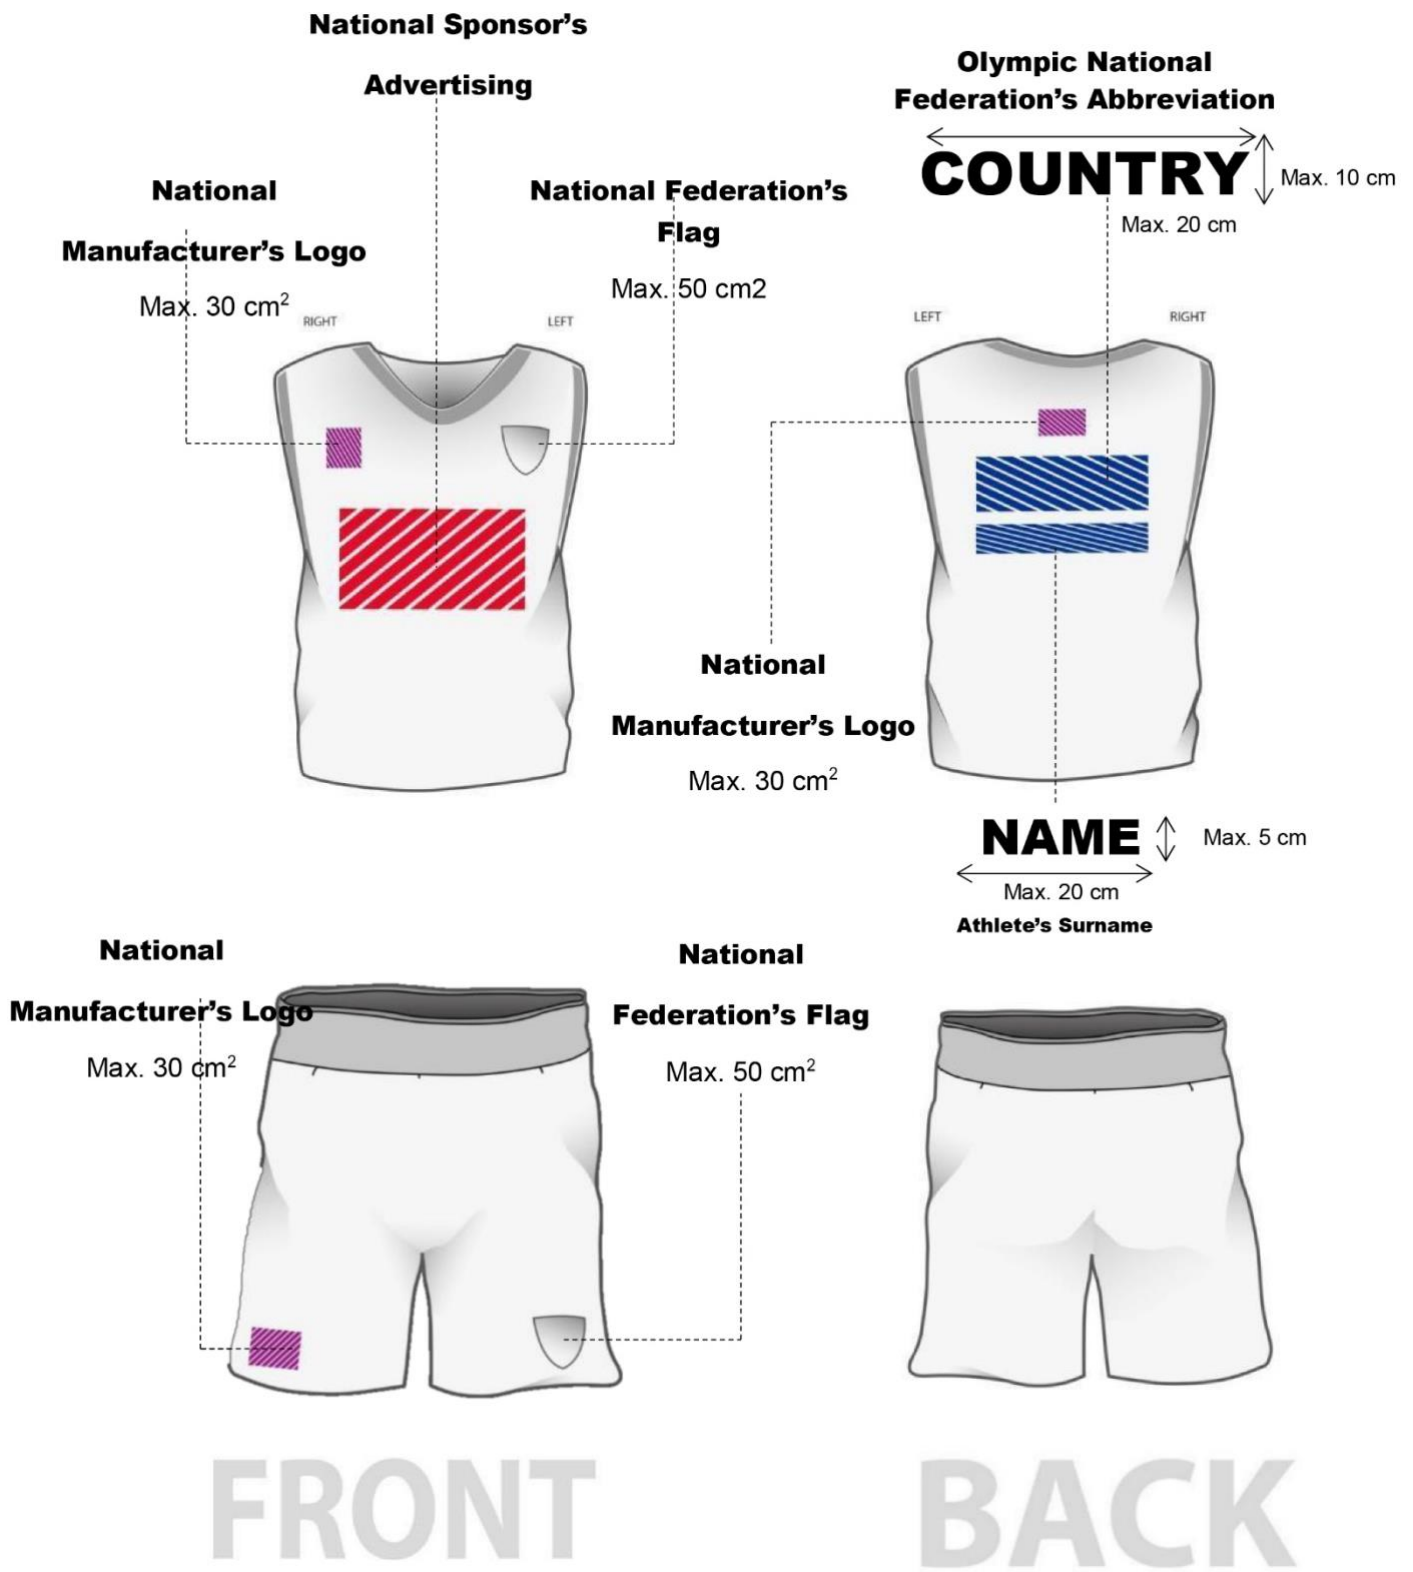 National Sponsor’s
Advertising
National
Manufacturer’s Logo
Max. 30 cm²
National Federation’s
Flag
Max. 50 cm2
RIGHT
LEFT
Olympic National
Federation’s Abbreviation
COUNTRY
Max. 10 cm
Max. 20 cm
LEFT
RIGHT
National
Manufacturer’s Logo
Max. 30 cm²
NAME
Max. 5 cm
Max. 20 cm
Athlete’s Surname
National
Manufacturer’s Logo
Max. 30 cm²
National
Federation’s Flag
Max. 50 cm²
FRONT
BACK